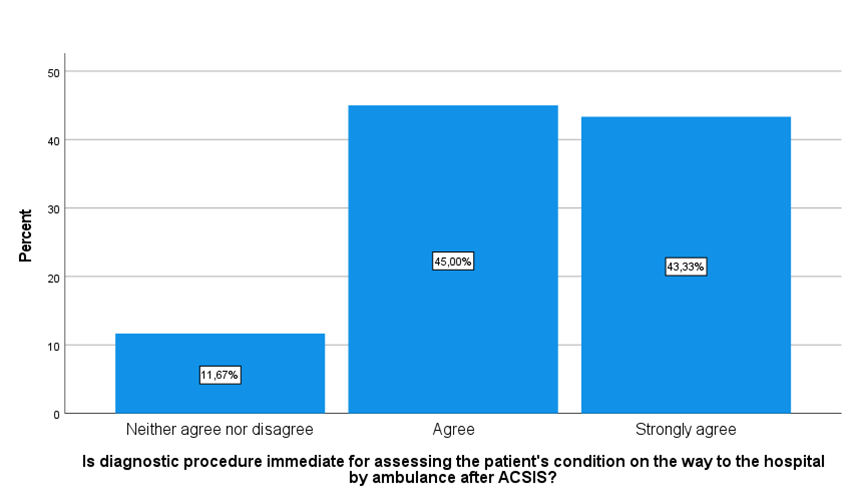 50
40
30
20
10
0
Percent
45,00%
43,33%
11,67%
Neither agree nor disagree Agree Strongly agree
Is diagnostic procedure immediate for assessing the patient's condition on the way to the hospital
by ambulance after ACSIS?